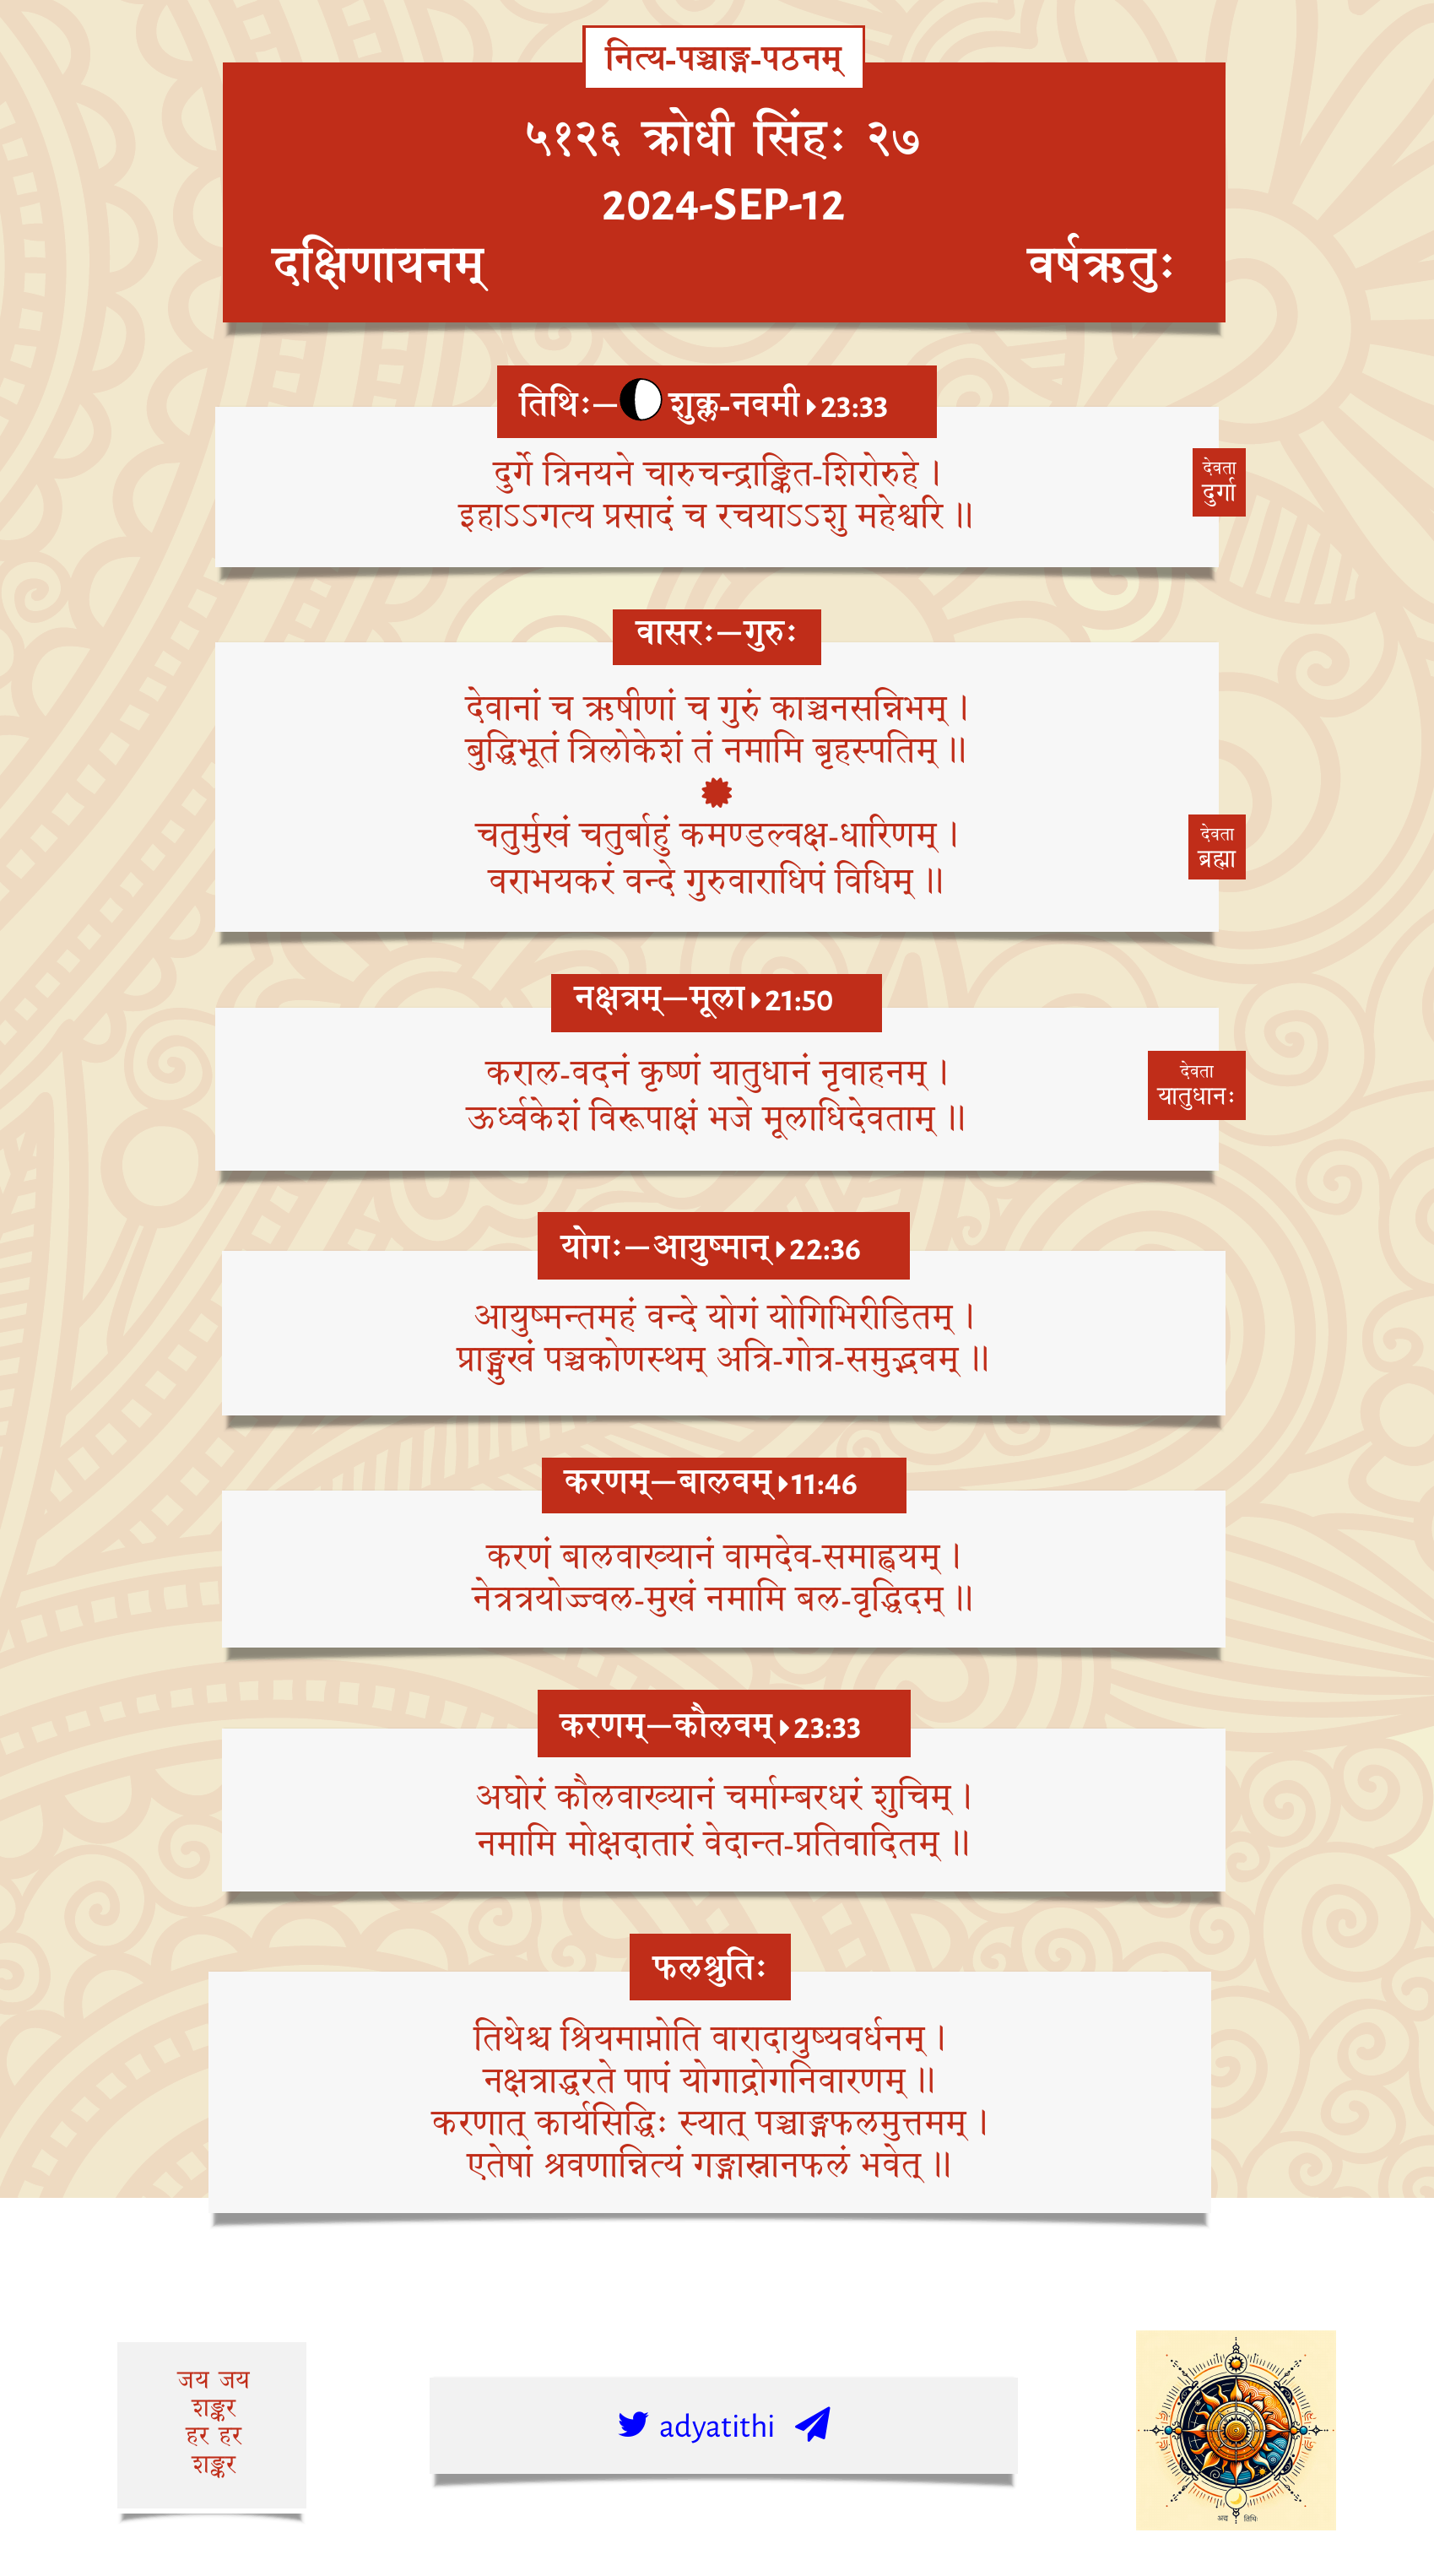 नित्य-पञ्चाङ्ग-पठनम्
५१२६ क्रोधी सिंहः २७
2024-SEP-12
दक्षिणायनम् वर्षऋतुः
तिथिः— शुक्ल-नवमी 23:33
दुर्गे त्रिनयने चारुचन्द्राङ्कित-शिरोरुहे ।
इहाऽऽगत्य प्रसादं च रचयाऽऽशु महेश्वरि ॥
देवता
दुर्गा
वासरः—गुरुः
देवानां च ऋषीणां च गुरुं काञ्चनसन्निभम् ।
बुद्धिभूतं त्रिलोकेशं तं नमामि बृहस्पतिम् ॥
चतुर्मुखं चतुर्बाहुं कमण्डल्वक्ष-धारिणम् ।
वराभयकरं वन्दे गुरुवाराधिपं विधिम् ॥
देवता
ब्रह्मा
नक्षत्रम्—मूला 21:50
कराल-वदनं कृष्णं यातुधानं नृवाहनम् ।
ऊर्ध्वकेशं विरूपाक्षं भजे मूलाधिदेवताम् ॥
देवता
यातुधानः
योगः—आयुष्मान् 22:36
आयुष्मन्तमहं वन्दे योगं योगिभिरीडितम् ।
प्राङ्मुखं पञ्चकोणस्थम् अत्रि-गोत्र-समुद्भवम् ॥
करणम्—बालवम् 11:46
करणं बालवाख्यानं वामदेव-समाह्वयम् ।
नेत्रत्रयोज्ज्वल-मुखं नमामि बल-वृद्धिदम् ॥
करणम्—कौलवम् 23:33
अघोरं कौलवाख्यानं चर्माम्बरधरं शुचिम् ।
नमामि मोक्षदातारं वेदान्त-प्रतिवादितम् ॥
फलश्रुतिः
तिथेश्च श्रियमाप्नोति वारादायुष्यवर्धनम् ।
नक्षत्राद्धरते पापं योगाद्रोगनिवारणम् ॥
करणात् कार्यसिद्धिः स्यात् पञ्चाङ्गफलमुत्तमम् ।
एतेषां श्रवणान्नित्यं गङ्गास्नानफलं भवेत् ॥
जय जय
शङ्कर
हर हर
शङ्कर
adyatithi
अद्य तिथिः